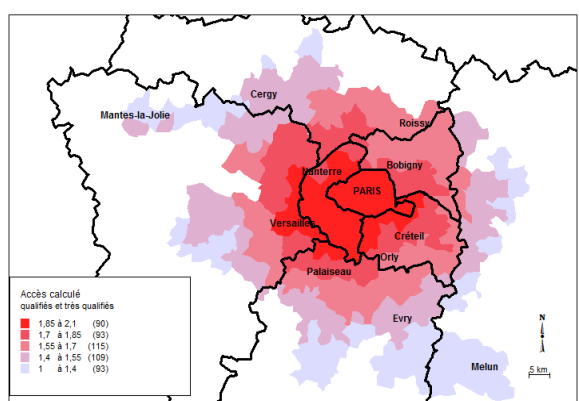 Cergy
Mantes-la-Jolie
Roissy
Nanterre
Bobigny
PARIS
Versailles
Créteil
Orly
Palaiseau
Evry
Melun
Accès calculé
qualifiés et très qualifiés
1,85 à 2,1 (90)
1,7 à 1,85 (93)
1,55 à 1,7 (115)
1,4 à 1,55 (109)
1 à 1,4 (93)
N
5 km